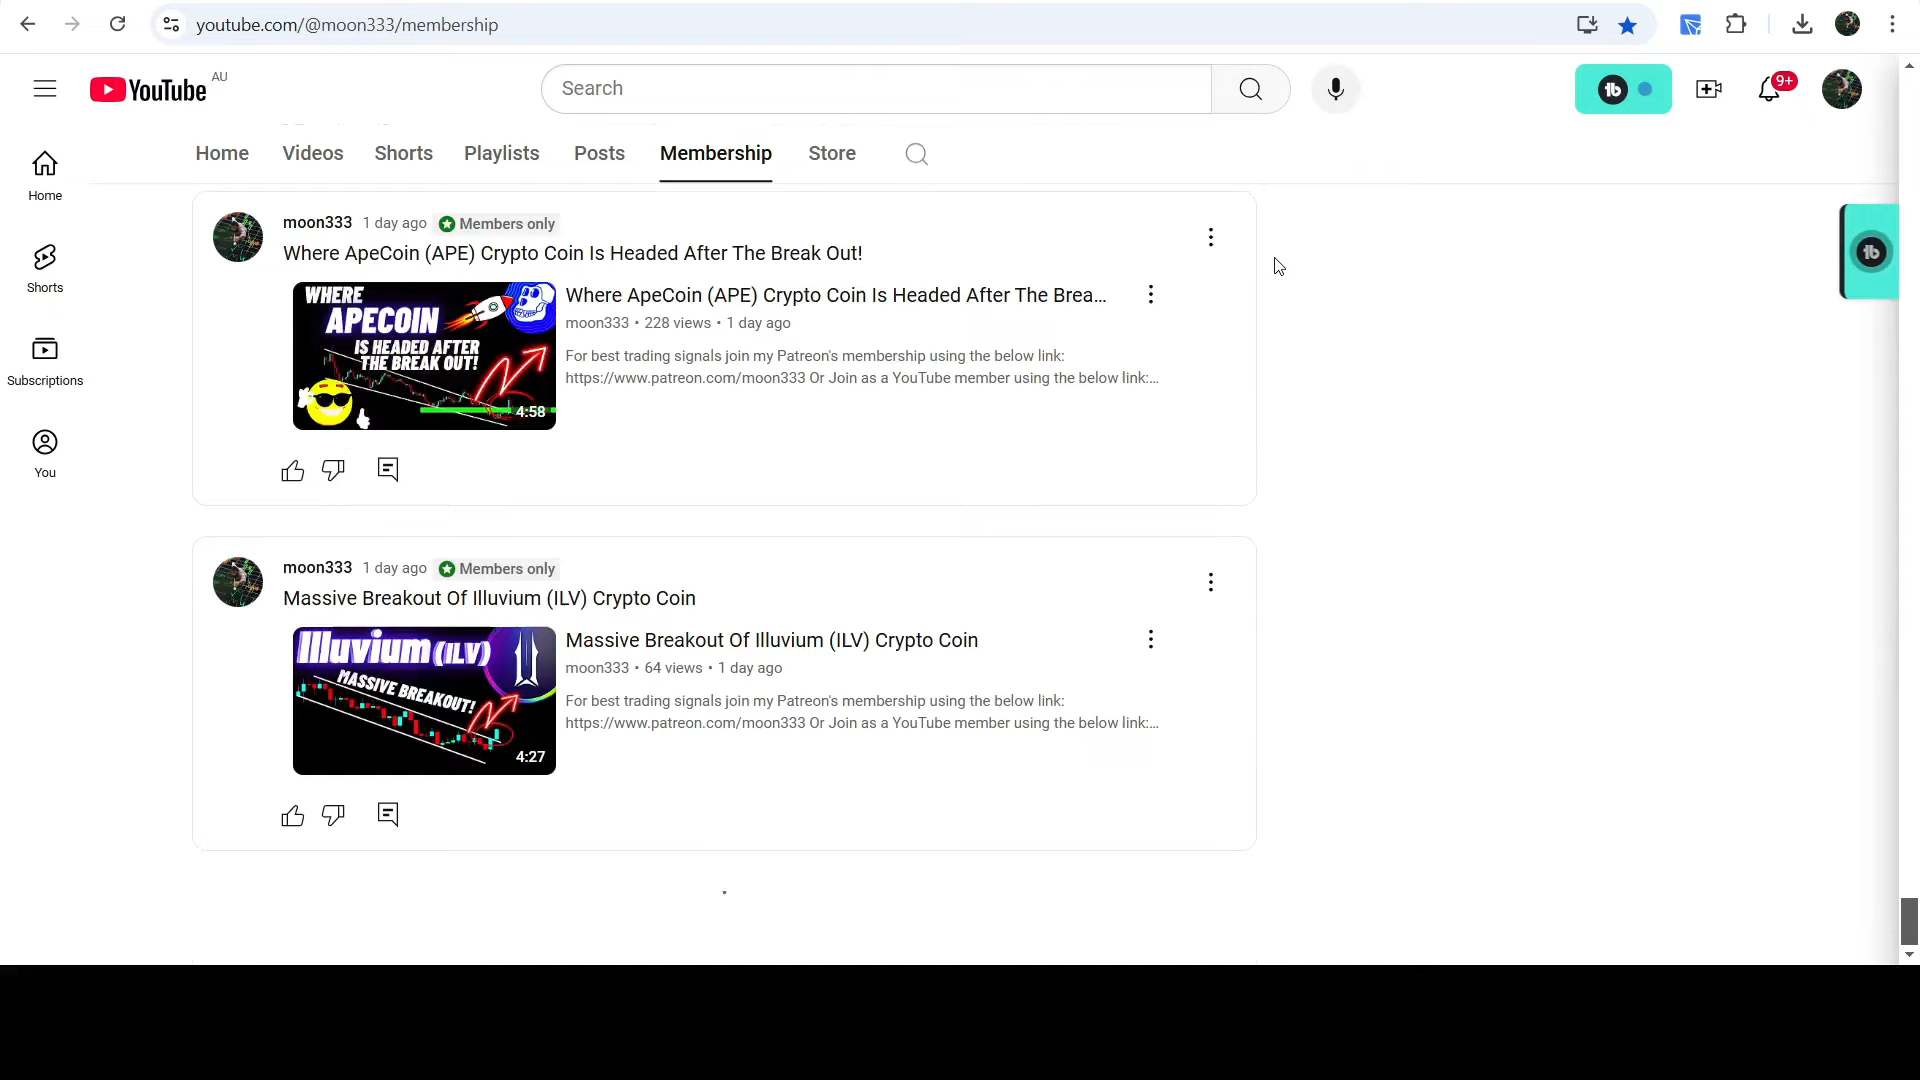 youtube.com/@moon333/membership
YouTube AU
Search
9+
Home
Videos
Shorts
Playlists
Posts
Membership
Store
Home
Shorts
Subscriptions
You
moon333 1 day ago Members only
Where ApeCoin (APE) Crypto Coin Is Headed After The Break Out!
WHERE
APECOIN
IS HEADED AFTER
THE BREAK OUT!
4:58
Where ApeCoin (APE) Crypto Coin Is Headed After The Brea...
moon333 • 228 views • 1 day ago
For best trading signals join my Patreon's membership using the below link:
https://www.patreon.com/moon333 Or Join as a YouTube member using the below link:...
moon333 1 day ago Members only
Massive Breakout Of Illuvium (ILV) Crypto Coin
Illuvium (ILV)
MASSIVE BREAKOUT!
4:27
Massive Breakout Of Illuvium (ILV) Crypto Coin
moon333 • 64 views • 1 day ago
For best trading signals join my Patreon's membership using the below link:
https://www.patreon.com/moon333 Or Join as a YouTube member using the below link:...